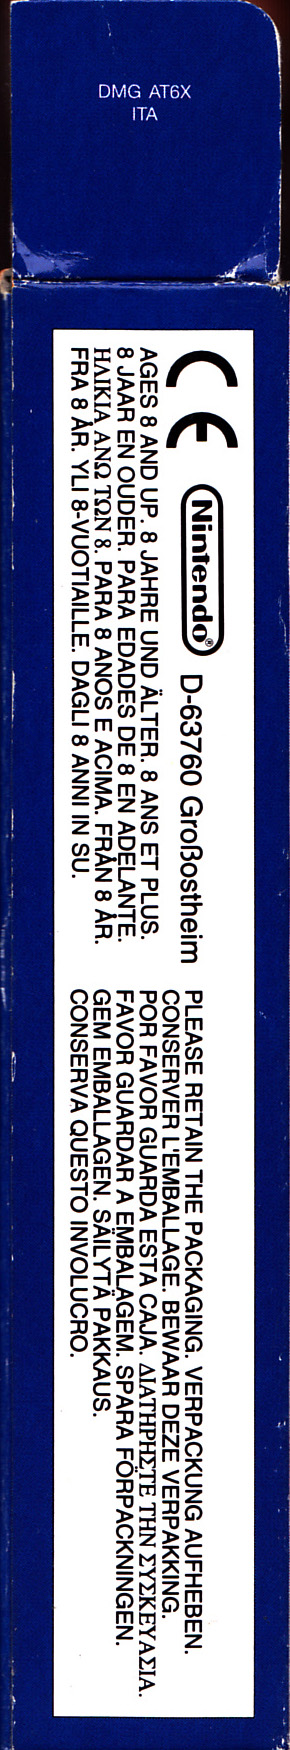 DMG AT6X
ITA
CE Nintendo® D-63760 Großostheim
AGES 8 AND UP. 8 JAHRE UND ÄLTER. 8 ANS ET PLUS.
8 JAAR EN OUDER. PARA EDADES DE 8 EN ADELANTE.
ΗΛΙΚΙΑ ΑΝΩ ΤΩΝ 8. PARA 8 ANOS E ACIMA. FRÅN 8 ÅR.
FRA 8 ÅR. YLI 8-VUOTIAILLE. DAGLI 8 ANNI IN SU.
PLEASE RETAIN THE PACKAGING. VERPACKUNG AUFHEBEN.
CONSERVER L'EMBALLAGE. BEWAAR DEZE VERPAKKING.
POR FAVOR GUARDA ESTA CAJA. ΔΙΑΤΗΡΗΣΤΕ ΤΗΝ ΣΥΣΚΕΥΑΣΙΑ.
FAVOR GUARDAR A EMBALAGEM. SPARA FÖRPACKNINGEN.
GEM EMBALLAGEN. SÄILYTÄ PAKKAUS.
CONSERVA QUESTO INVOLUCRO.